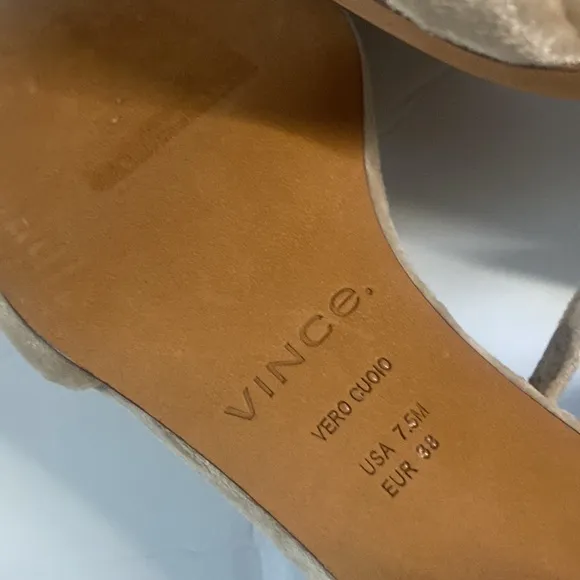 VINCE.
VERO CUOIO
USA 7.5M
EUR 38